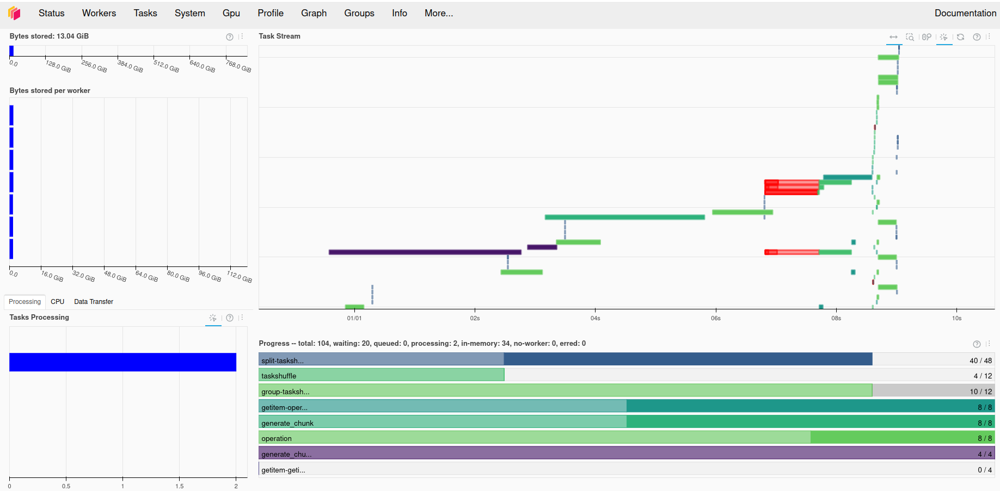 Status Workers Tasks System Gpu Profile Graph Groups Info More... Documentation
Bytes stored: 13.04 GiB
0.0 128.0 GiB 256.0 GiB 384.0 GiB 512.0 GiB 640.0 GiB 768.0 GiB
Bytes stored per worker
0.0 16.0 GiB 32.0 GiB 48.0 GiB 64.0 GiB 80.0 GiB 96.0 GiB 112.0 GiB
Processing CPU Data Transfer
Tasks Processing
0 0.5 1 1.5 2
Task Stream
01/01 02s 04s 06s 08s 10s
Progress -- total: 104, waiting: 20, queued: 0, processing: 2, in-memory: 34, no-worker: 0, erred: 0
split-tasksh... 40 / 48
taskshuffle 4 / 12
group-tasksh... 10 / 12
getitem-oper... 8 / 8
generate_chunk 8 / 8
operation 8 / 8
generate_chu... 4 / 4
getitem-geti... 0 / 4